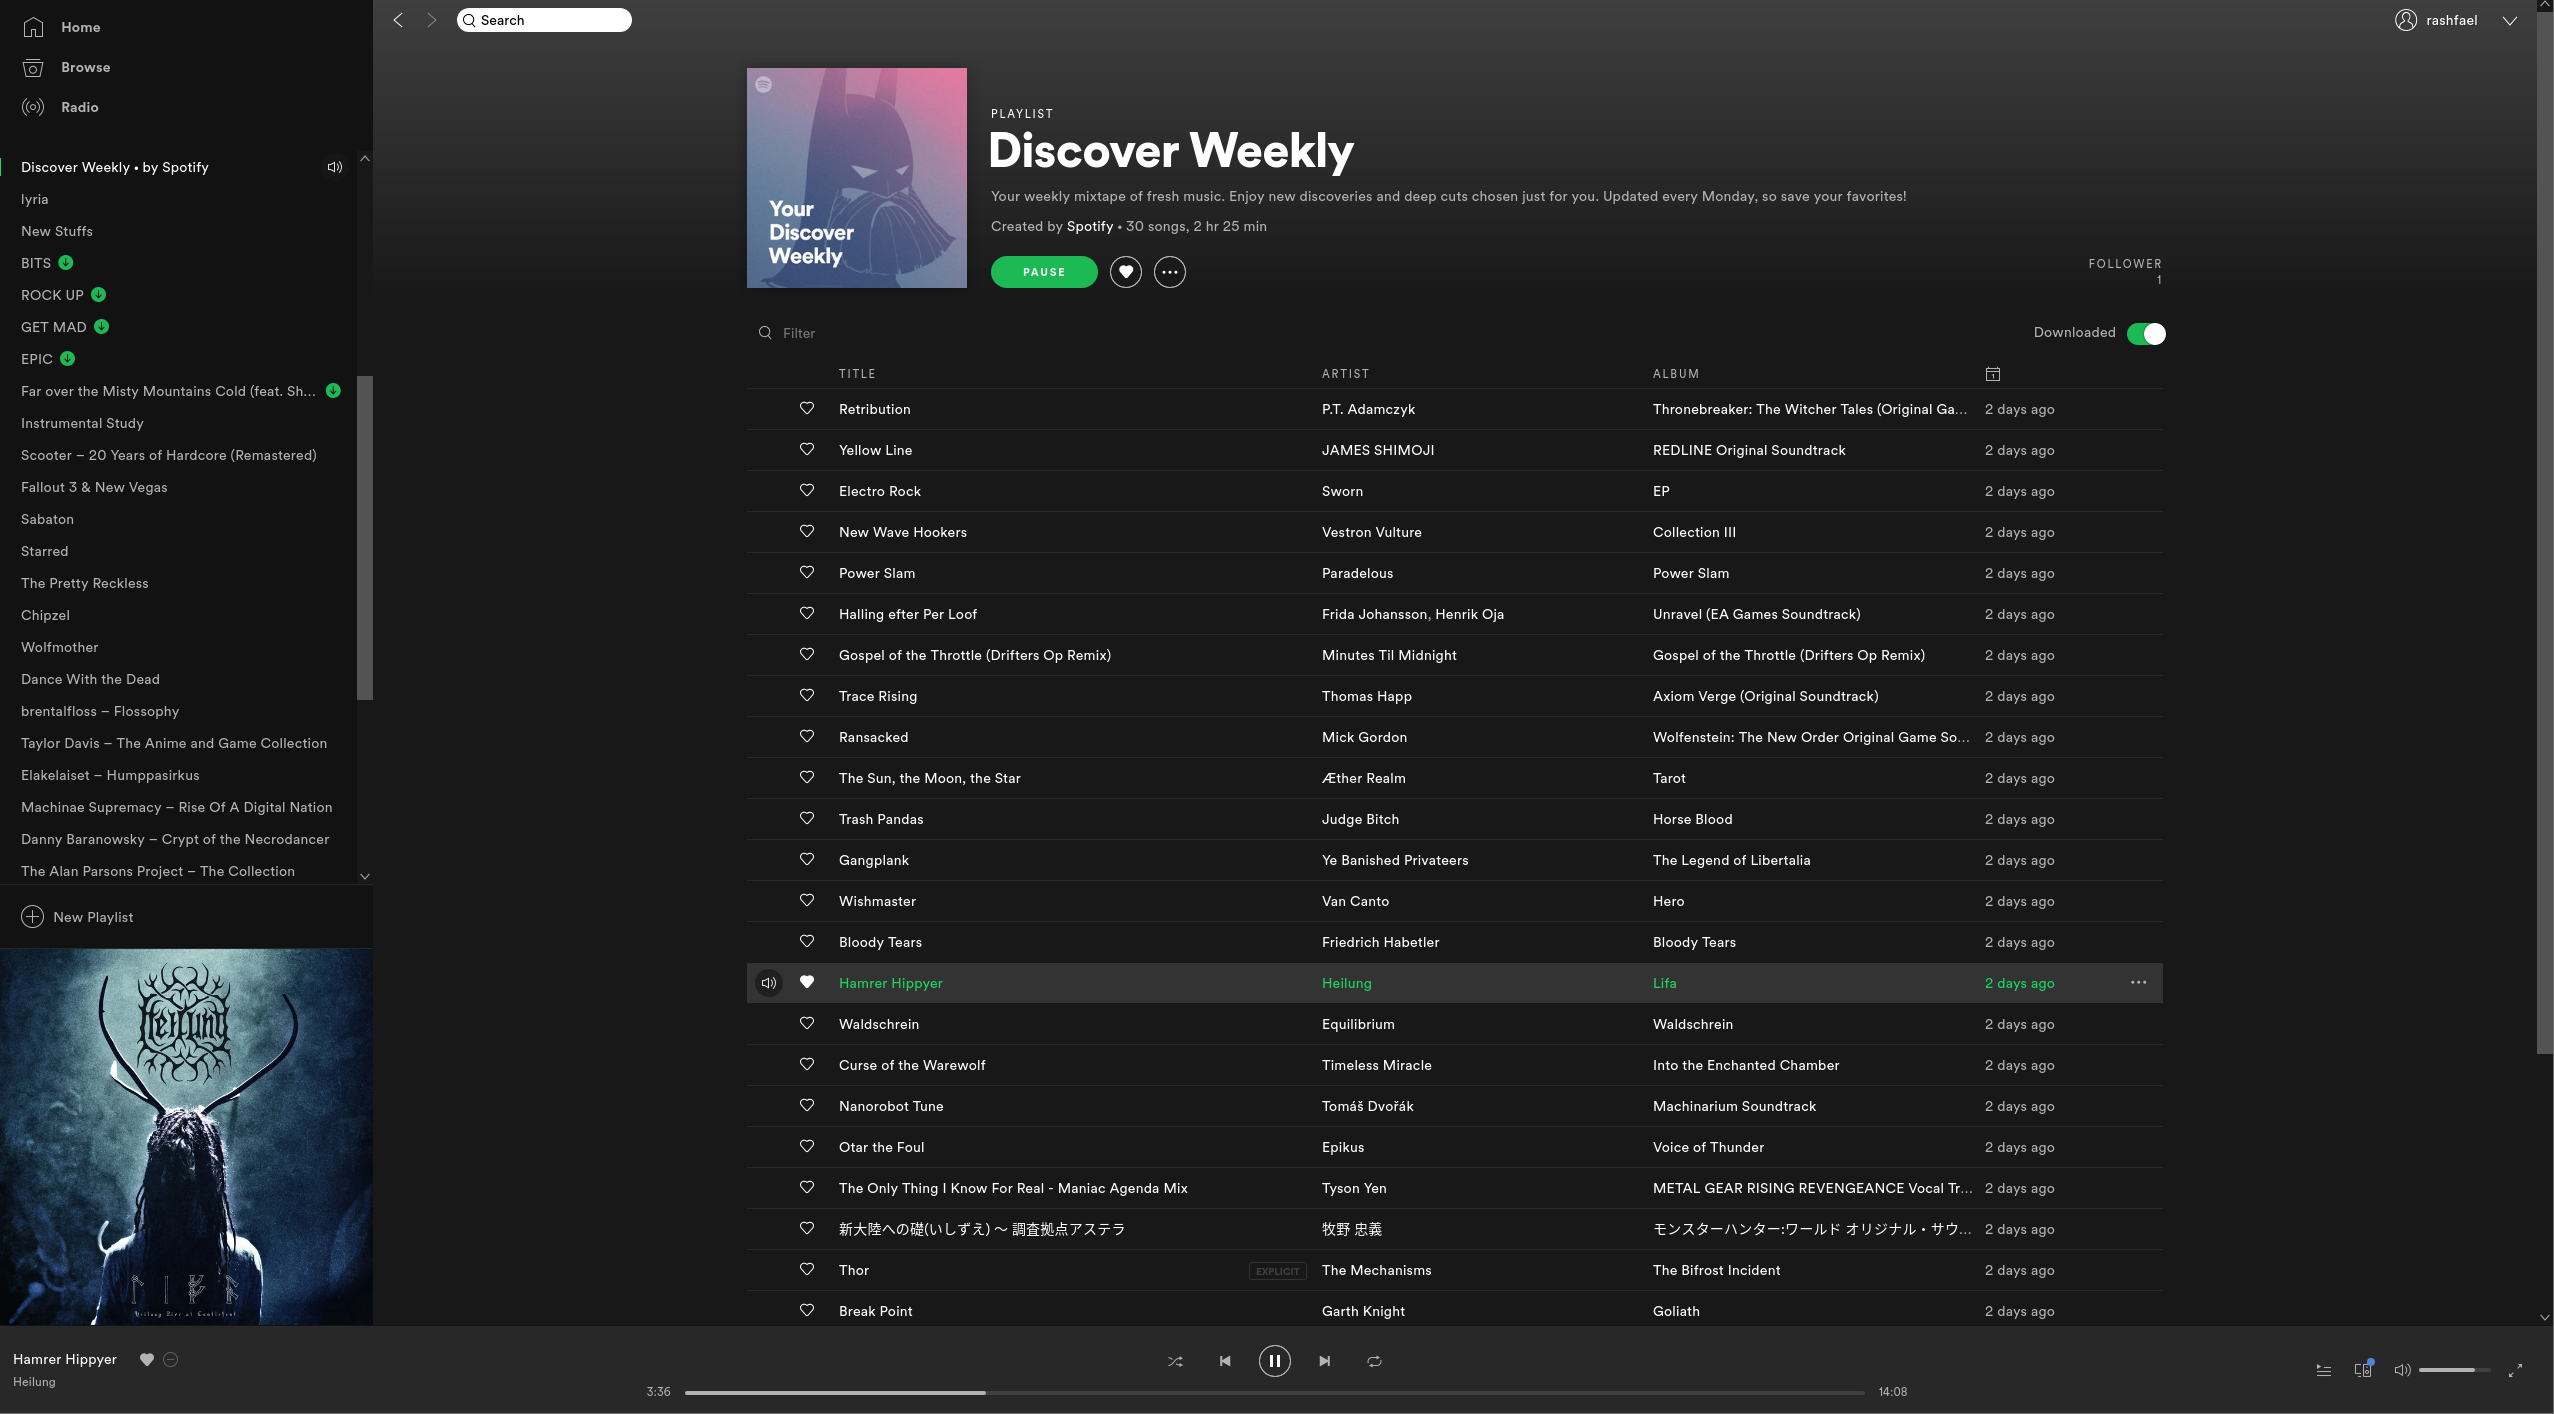 Home
Browse
Radio
Discover Weekly • by Spotify
lyria
New Stuffs
BITS
ROCK UP
GET MAD
EPIC
Far over the Misty Mountains Cold (feat. Sh...
Instrumental Study
Scooter – 20 Years of Hardcore (Remastered)
Fallout 3 & New Vegas
Sabaton
Starred
The Pretty Reckless
Chipzel
Wolfmother
Dance With the Dead
brentalfloss – Flossophy
Taylor Davis – The Anime and Game Collection
Elakelaiset – Humppasirkus
Machinae Supremacy – Rise Of A Digital Nation
Danny Baranowsky – Crypt of the Necrodancer
The Alan Parsons Project – The Collection
New Playlist
Heilung
Search
rashfael
Your
Discover
Weekly
PLAYLIST
Discover Weekly
Your weekly mixtape of fresh music. Enjoy new discoveries and deep cuts chosen just for you. Updated every Monday, so save your favorites!
Created by Spotify • 30 songs, 2 hr 25 min
PAUSE
FOLLOWER
1
Filter
Downloaded
TITLE ARTIST ALBUM
Retribution P.T. Adamczyk Thronebreaker: The Witcher Tales (Original Ga... 2 days ago
Yellow Line JAMES SHIMOJI REDLINE Original Soundtrack 2 days ago
Electro Rock Sworn EP 2 days ago
New Wave Hookers Vestron Vulture Collection III 2 days ago
Power Slam Paradelous Power Slam 2 days ago
Halling efter Per Loof Frida Johansson, Henrik Oja Unravel (EA Games Soundtrack) 2 days ago
Gospel of the Throttle (Drifters Op Remix) Minutes Til Midnight Gospel of the Throttle (Drifters Op Remix) 2 days ago
Trace Rising Thomas Happ Axiom Verge (Original Soundtrack) 2 days ago
Ransacked Mick Gordon Wolfenstein: The New Order Original Game So... 2 days ago
The Sun, the Moon, the Star Æther Realm Tarot 2 days ago
Trash Pandas Judge Bitch Horse Blood 2 days ago
Gangplank Ye Banished Privateers The Legend of Libertalia 2 days ago
Wishmaster Van Canto Hero 2 days ago
Bloody Tears Friedrich Habetler Bloody Tears 2 days ago
Hamrer Hippyer Heilung Lifa 2 days ago
Waldschrein Equilibrium Waldschrein 2 days ago
Curse of the Warewolf Timeless Miracle Into the Enchanted Chamber 2 days ago
Nanorobot Tune Tomáš Dvořák Machinarium Soundtrack 2 days ago
Otar the Foul Epikus Voice of Thunder 2 days ago
The Only Thing I Know For Real - Maniac Agenda Mix Tyson Yen METAL GEAR RISING REVENGEANCE Vocal Tr... 2 days ago
新大陸への礎(いしずえ) 〜 調査拠点アステラ 牧野 忠義 モンスターハンター:ワールド オリジナル・サウ... 2 days ago
Thor EXPLICIT The Mechanisms The Bifrost Incident 2 days ago
Break Point Garth Knight Goliath 2 days ago
Hamrer Hippyer
Heilung
3:36
14:08